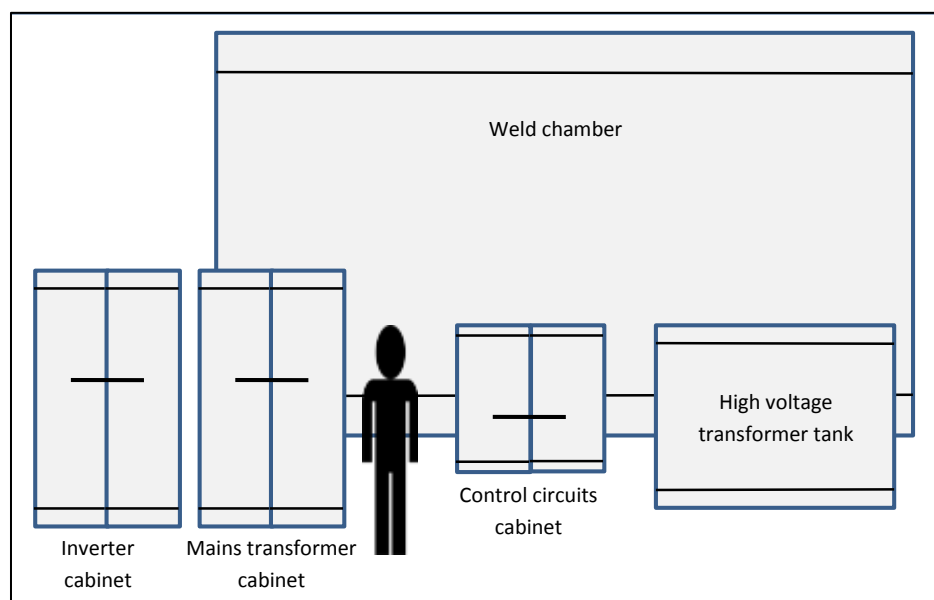 Weld chamber
High voltage
transformer tank
Control circuits
cabinet
Inverter
cabinet
Mains transformer
cabinet